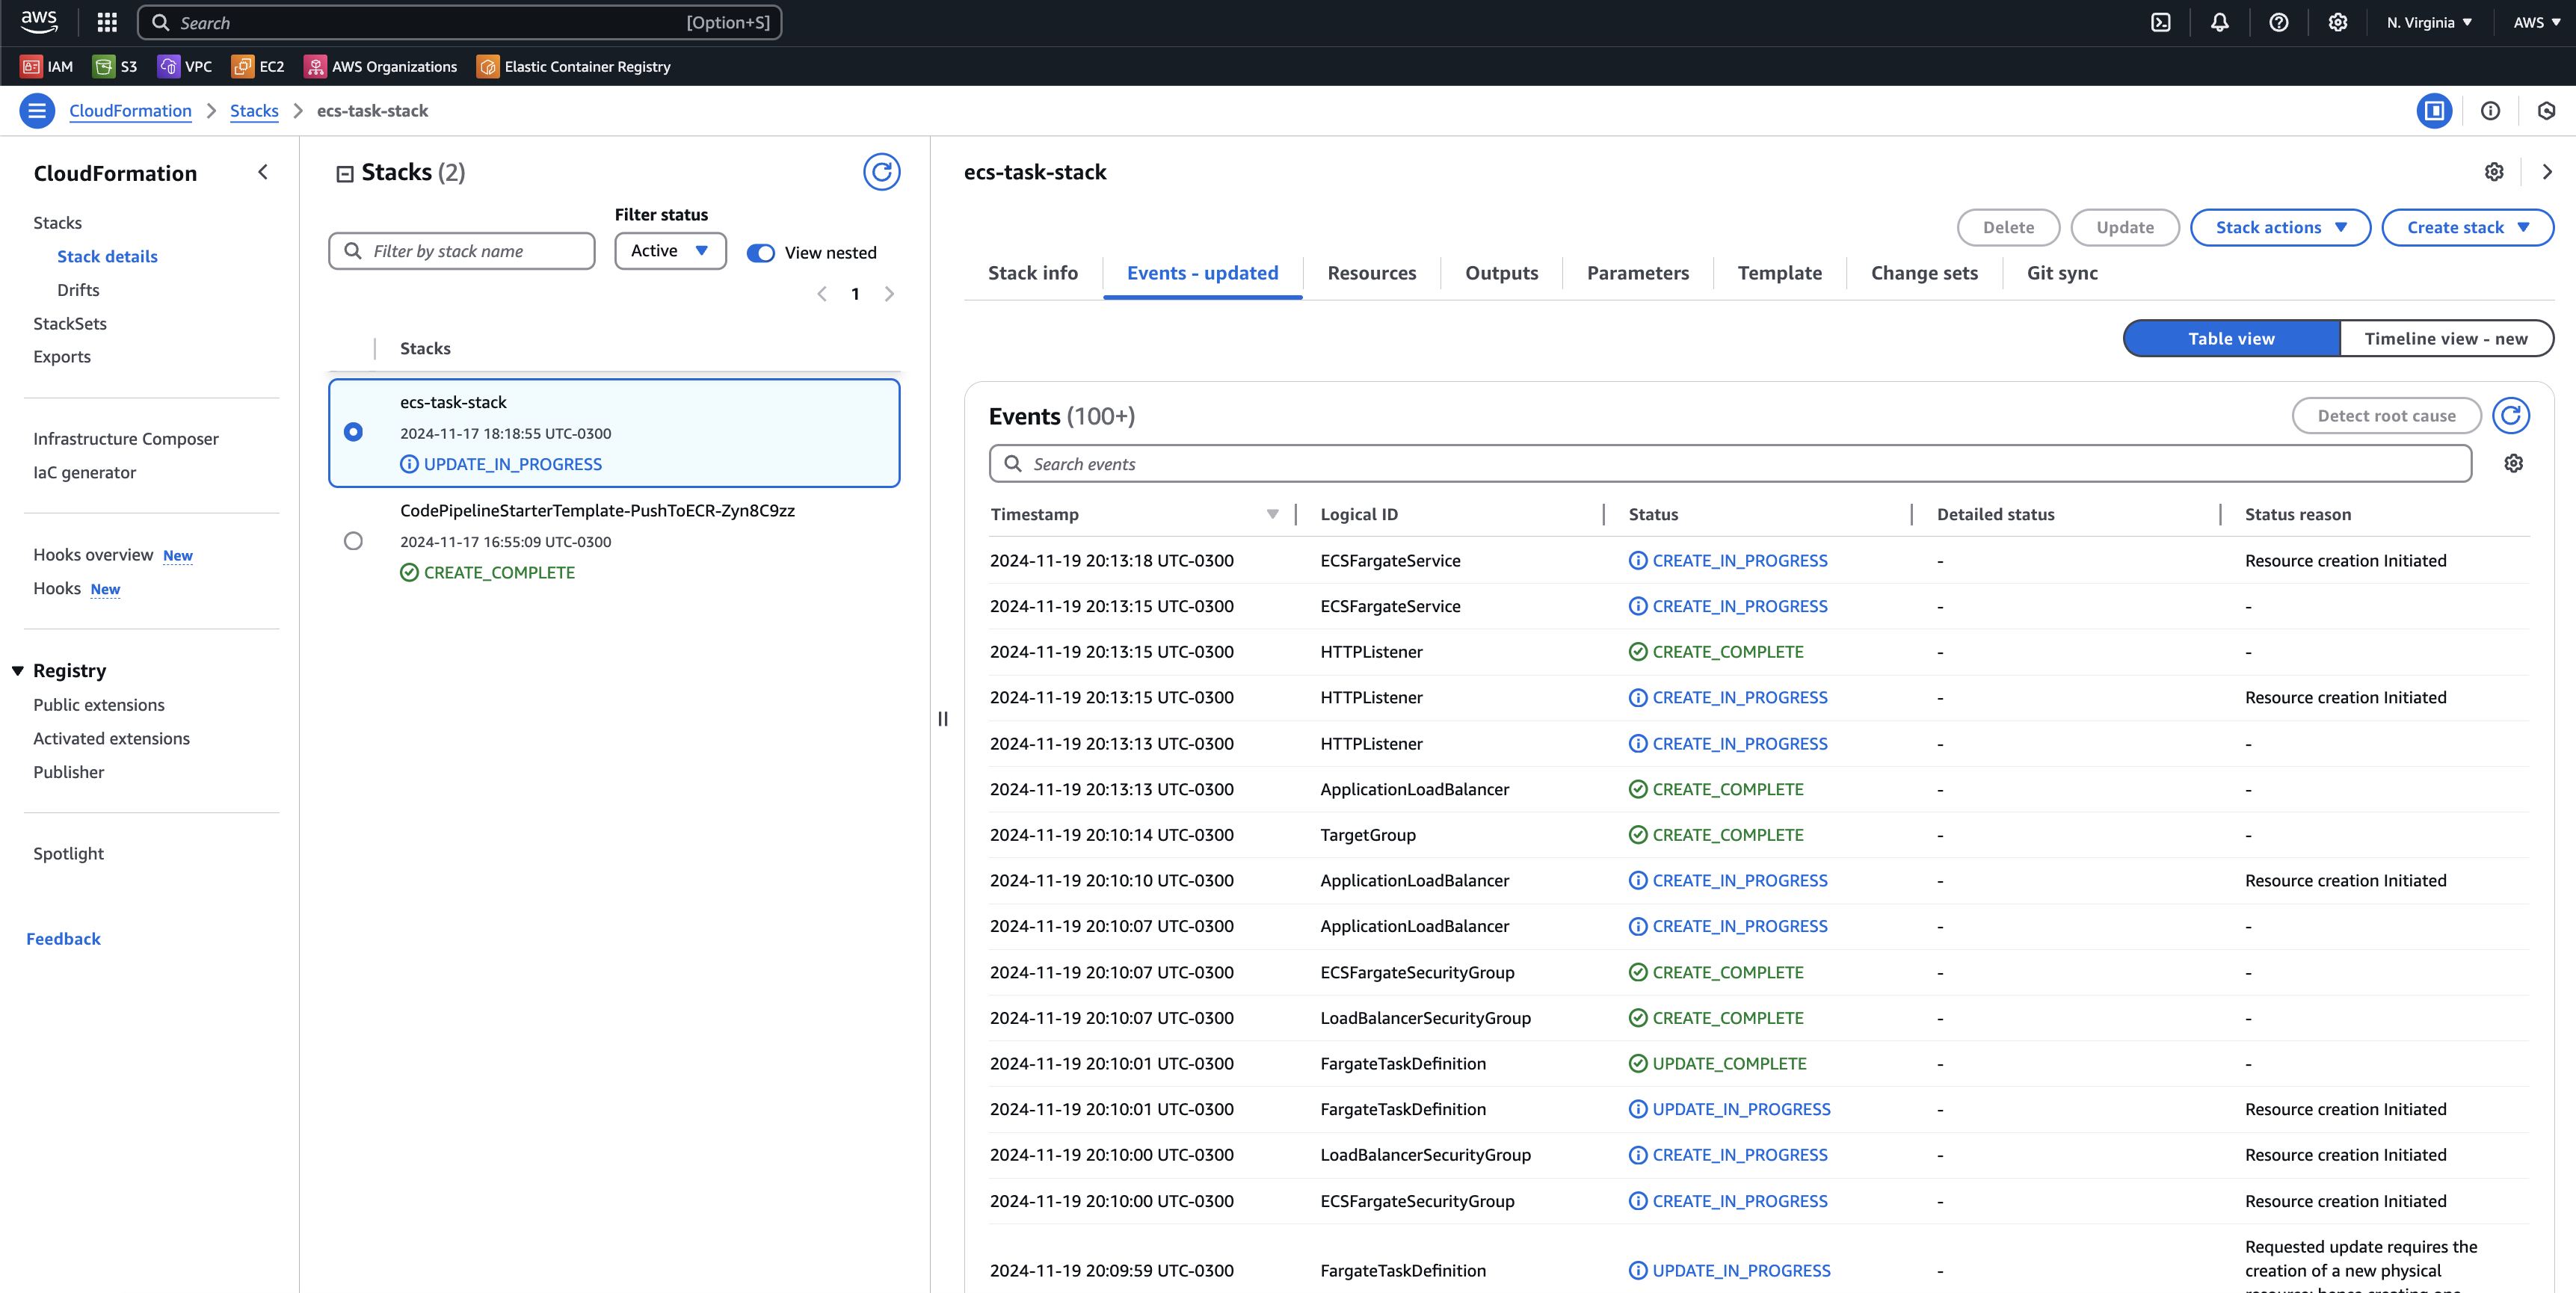 aws
Search [Option+S]
N. Virginia
AWS
IAM
S3
VPC
EC2
AWS Organizations
Elastic Container Registry
CloudFormation
Stacks
ecs-task-stack
CloudFormation
Stacks
Stack details
Drifts
StackSets
Exports
Infrastructure Composer
IaC generator
Hooks overview New
Hooks New
Registry
Public extensions
Activated extensions
Publisher
Spotlight
Feedback
Stacks (2)
Filter status
Filter by stack name
Active
View nested
1
Stacks
ecs-task-stack
2024-11-17 18:18:55 UTC-0300
UPDATE_IN_PROGRESS
CodePipelineStarterTemplate-PushToECR-Zyn8C9zz
2024-11-17 16:55:09 UTC-0300
CREATE_COMPLETE
ecs-task-stack
Delete
Update
Stack actions
Create stack
Stack info
Events - updated
Resources
Outputs
Parameters
Template
Change sets
Git sync
Table view
Timeline view - new
Events (100+)
Detect root cause
Search events
Timestamp Logical ID Status Detailed status Status reason
2024-11-19 20:13:18 UTC-0300 ECSFargateService CREATE_IN_PROGRESS - Resource creation Initiated
2024-11-19 20:13:15 UTC-0300 ECSFargateService CREATE_IN_PROGRESS - -
2024-11-19 20:13:15 UTC-0300 HTTPListener CREATE_COMPLETE - -
2024-11-19 20:13:15 UTC-0300 HTTPListener CREATE_IN_PROGRESS - Resource creation Initiated
2024-11-19 20:13:13 UTC-0300 HTTPListener CREATE_IN_PROGRESS - -
2024-11-19 20:13:13 UTC-0300 ApplicationLoadBalancer CREATE_COMPLETE - -
2024-11-19 20:10:14 UTC-0300 TargetGroup CREATE_COMPLETE - -
2024-11-19 20:10:10 UTC-0300 ApplicationLoadBalancer CREATE_IN_PROGRESS - Resource creation Initiated
2024-11-19 20:10:07 UTC-0300 ApplicationLoadBalancer CREATE_IN_PROGRESS - -
2024-11-19 20:10:07 UTC-0300 ECSFargateSecurityGroup CREATE_COMPLETE - -
2024-11-19 20:10:07 UTC-0300 LoadBalancerSecurityGroup CREATE_COMPLETE - -
2024-11-19 20:10:01 UTC-0300 FargateTaskDefinition UPDATE_COMPLETE - -
2024-11-19 20:10:01 UTC-0300 FargateTaskDefinition UPDATE_IN_PROGRESS - Resource creation Initiated
2024-11-19 20:10:00 UTC-0300 LoadBalancerSecurityGroup CREATE_IN_PROGRESS - Resource creation Initiated
2024-11-19 20:10:00 UTC-0300 ECSFargateSecurityGroup CREATE_IN_PROGRESS - Resource creation Initiated
2024-11-19 20:09:59 UTC-0300 FargateTaskDefinition UPDATE_IN_PROGRESS -
Requested update requires the
creation of a new physical
resource; hence creating one